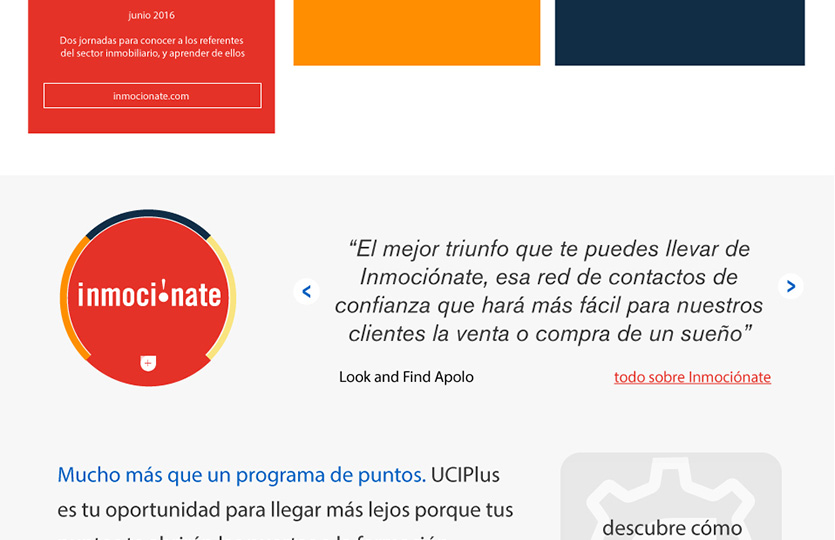 junio 2016
Dos jornadas para conocer a los referentes
del sector inmobiliario, y aprender de ellos
inmocionate.com
inmoci!nate
“El mejor triunfo que te puedes llevar de
Inmociónate, esa red de contactos de
confianza que hará más fácil para nuestros
clientes la venta o compra de un sueño”
Look and Find Apolo
todo sobre Inmociónate
Mucho más que un programa de puntos. UCIPlus
es tu oportunidad para llegar más lejos porque tus
descubre cómo